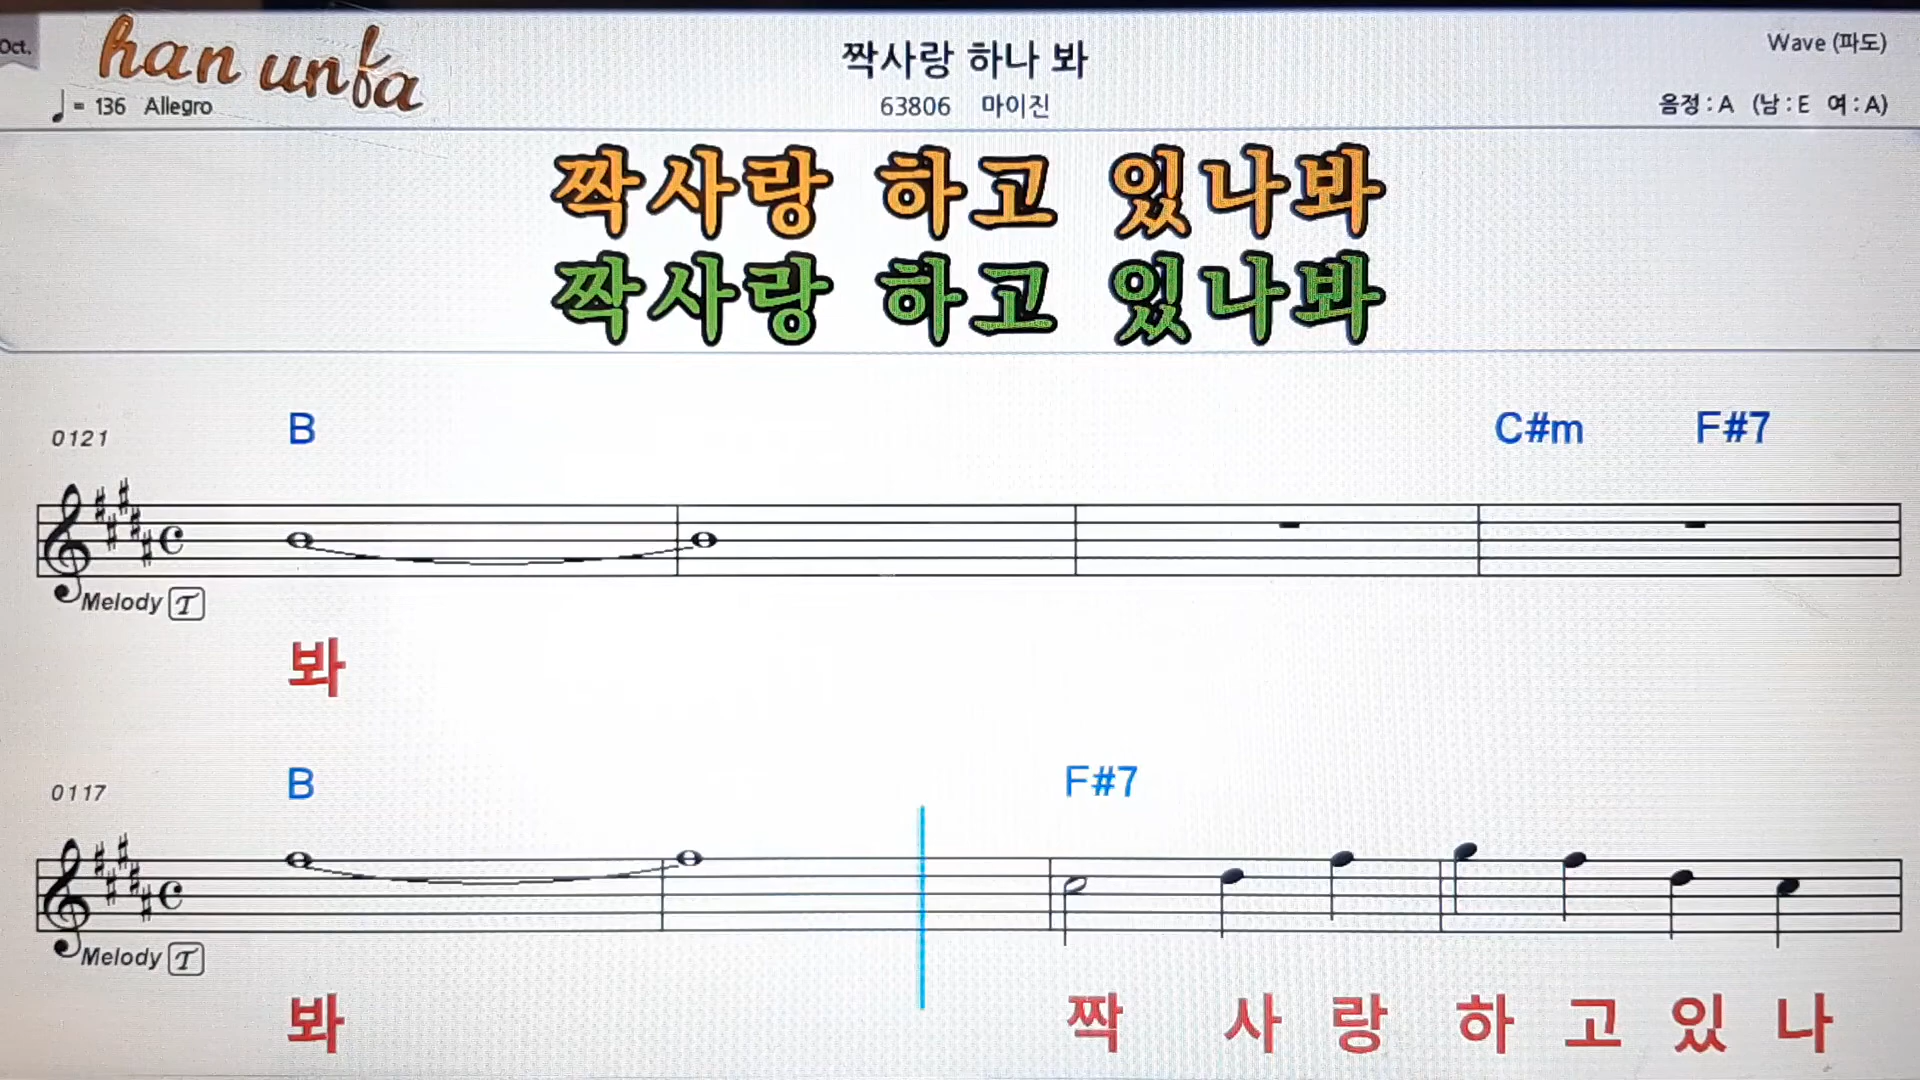 Oct.
han unfa
짝사랑 하나 봐
Wave (파도)
♩ = 136 Allegro
63806 마이진
음정 : A (남 : E 여 : A)
짝사랑 하고 있나봐
짝사랑 하고 있나봐
0121 B C#m F#7
Melody T
봐
0117 B F#7
Melody T
봐 짝 사 랑 하 고 있 나